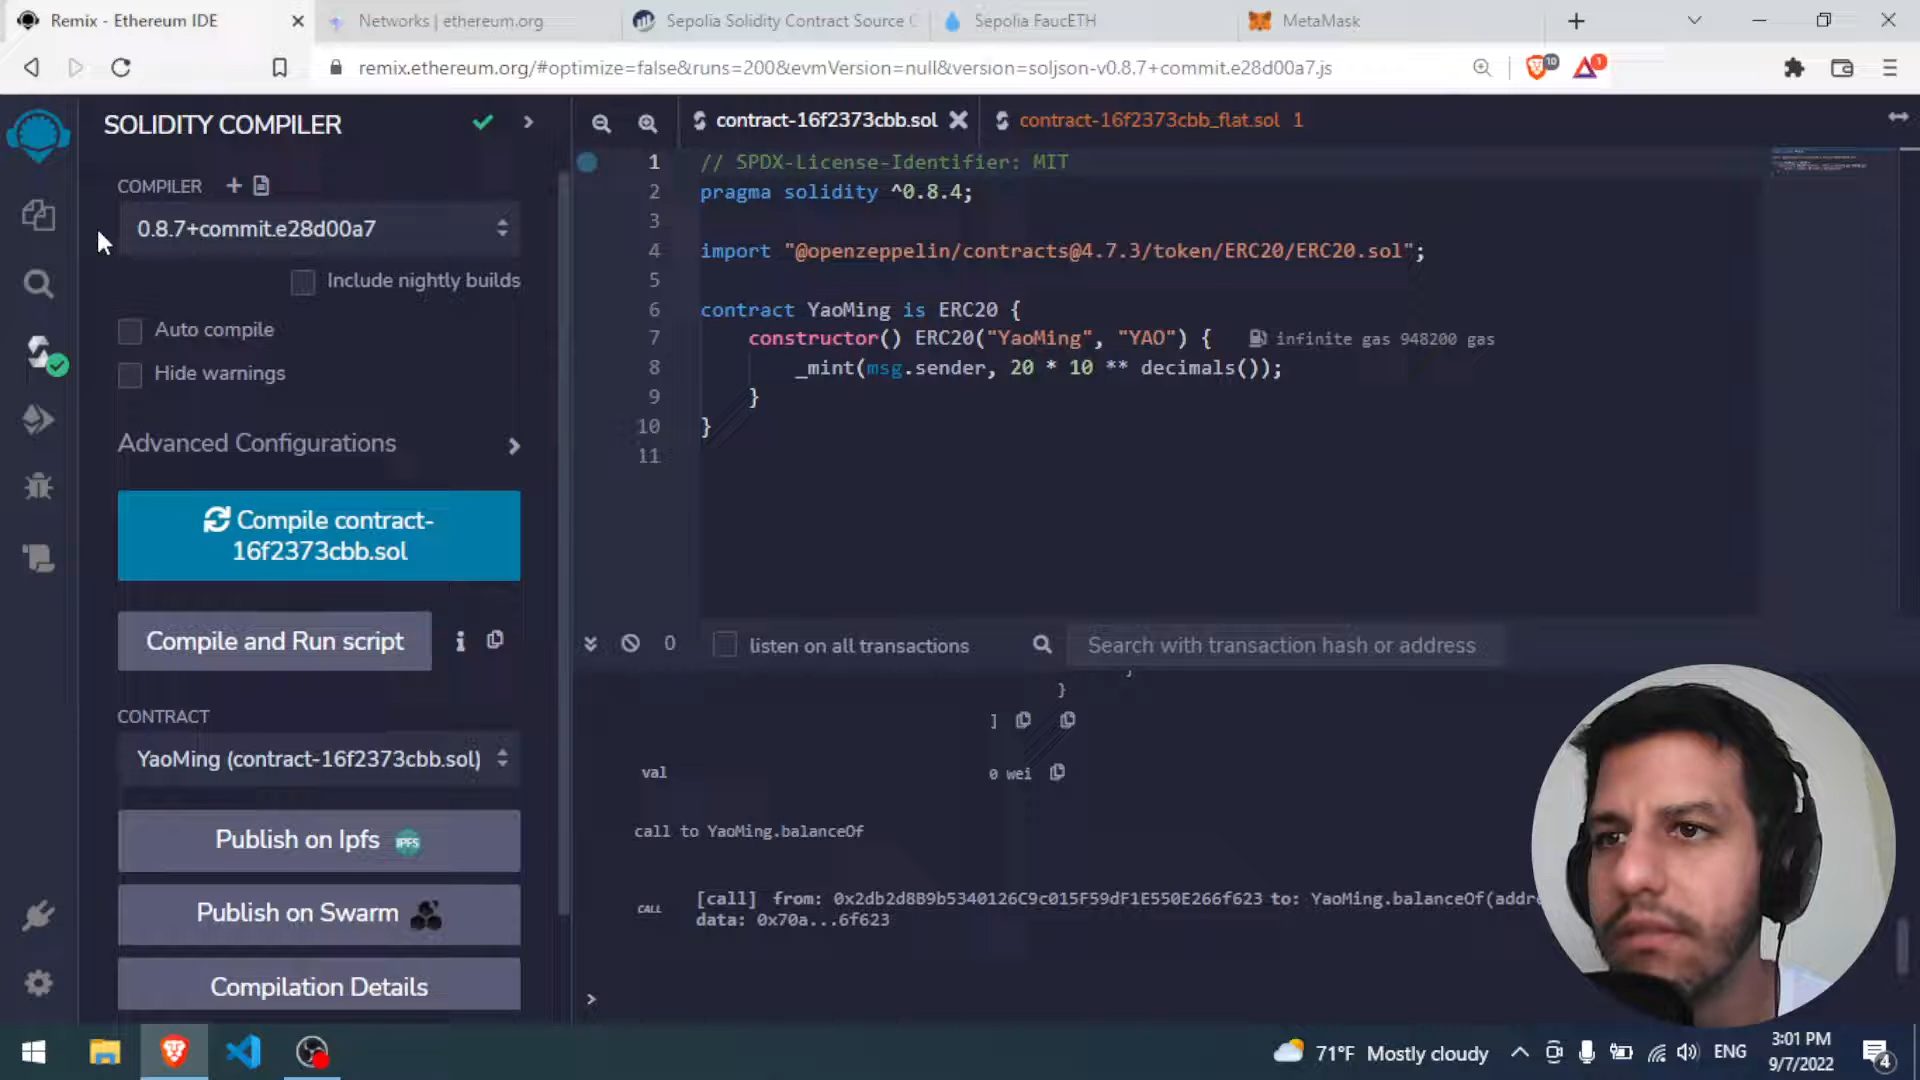 Remix - Ethereum IDE
Networks | ethereum.org
Sepolia Solidity Contract Source C
Sepolia FaucETH
MetaMask
remix.ethereum.org/#optimize=false&runs=200&evmVersion=null&version=soljson-v0.8.7+commit.e28d00a7.js
10
1
SOLIDITY COMPILER
COMPILER
0.8.7+commit.e28d00a7
Include nightly builds
Auto compile
Hide warnings
Advanced Configurations
Compile contract-
16f2373cbb.sol
Compile and Run script
CONTRACT
YaoMing (contract-16f2373cbb.sol)
Publish on Ipfs
IPFS
Publish on Swarm
Compilation Details
contract-16f2373cbb.sol
contract-16f2373cbb_flat.sol 1
1 // SPDX-License-Identifier: MIT
2 pragma solidity ^0.8.4;
3
4 import "@openzeppelin/contracts@4.7.3/token/ERC20/ERC20.sol";
5
6 contract YaoMing is ERC20 {
7 constructor() ERC20("YaoMing", "YAO") { infinite gas 948200 gas
8 _mint(msg.sender, 20 * 10 ** decimals());
9 }
10 }
11
0
listen on all transactions
Search with transaction hash or address
}
]
val 0 wei
call to YaoMing.balanceOf
CALL
[call] from: 0x2db2d8B9b5340126C9c015F59dF1E550E266f623 to: YaoMing.balanceOf(addre
data: 0x70a...6f623
>
71°F Mostly cloudy
ENG
3:01 PM
9/7/2022
4